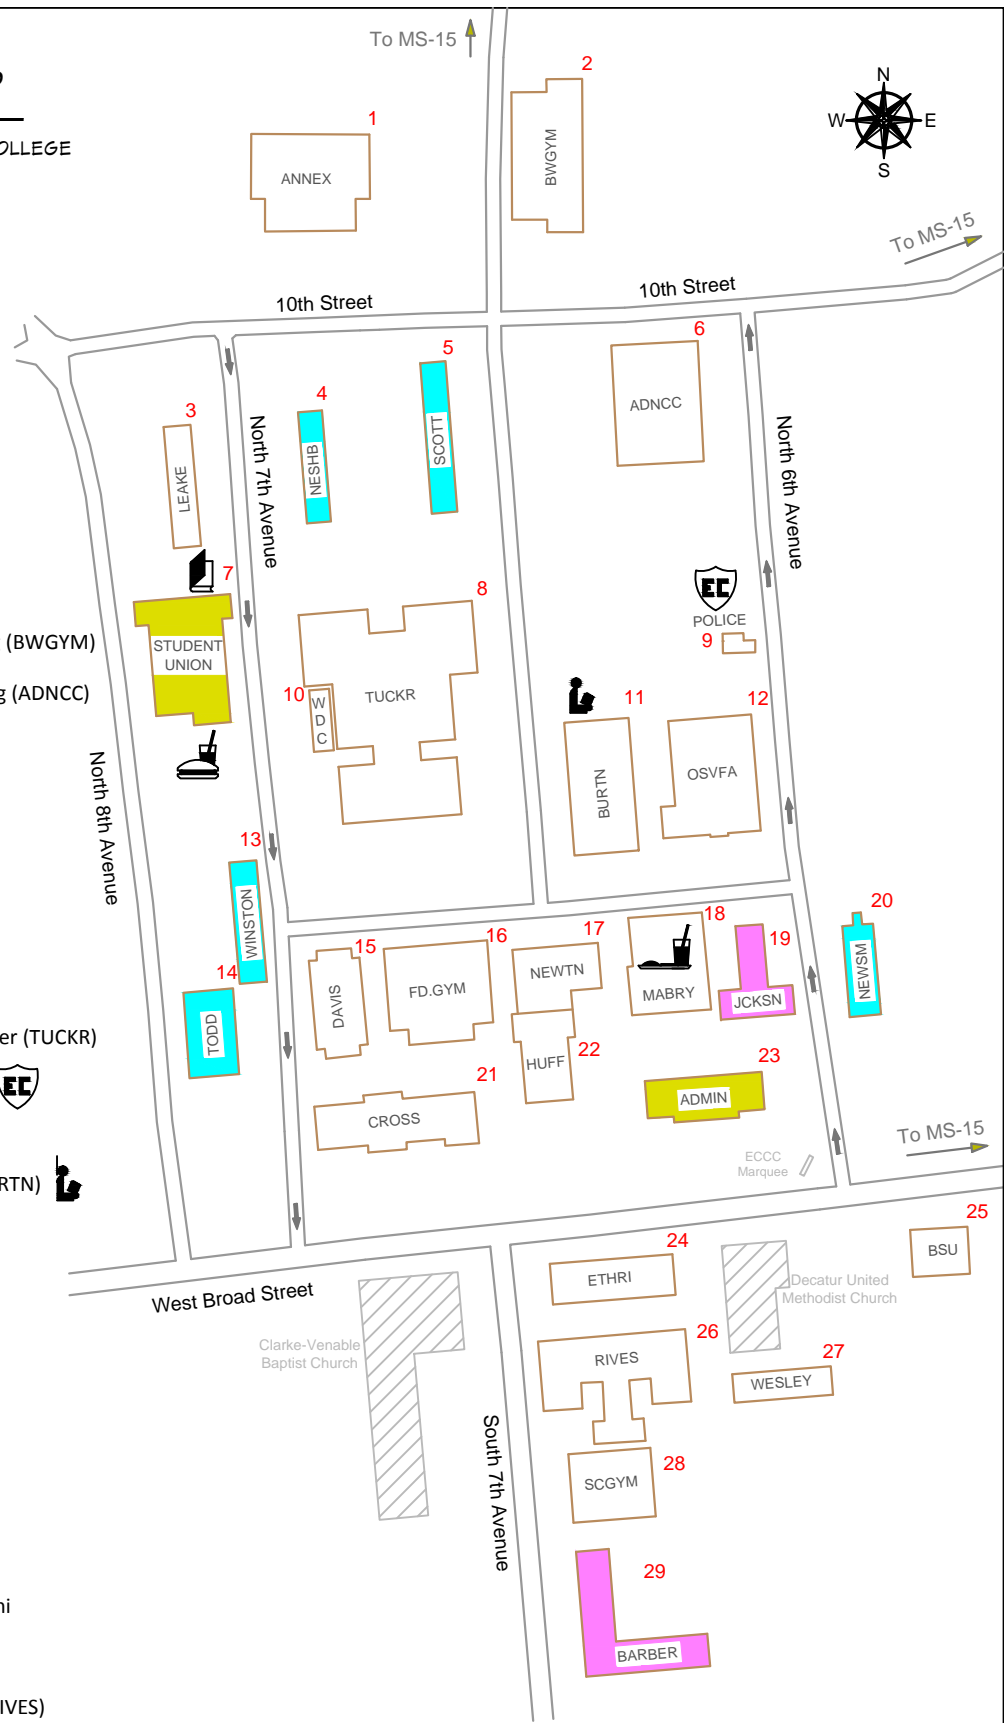 To MS-15
OLLEGE
1
ANNEX
2
BWGYM
N
W
E
S
To MS-15
10th Street
10th Street
3
LEAKE
North 7th Avenue
4
NESHB
5
SCOTT
6
ADNCC
North 6th Avenue
7
STUDENT
UNION
8
TUCKR
EC
POLICE
9
10
W
D
C
11
BURTN
12
OSVFA
(BWGYM)
g (ADNCC)
North 8th Avenue
13
WINSTON
14
TODD
15
DAVIS
16
FD.GYM
17
NEWTN
18
MABRY
19
JCKSN
20
NEWSM
er (TUCKR)
EC
21
CROSS
22
HUFF
23
ADMIN
RTN)
ECCC
Marquee
To MS-15
West Broad Street
24
ETHRI
25
BSU
Decatur United
Methodist Church
Clarke-Venable
Baptist Church
26
RIVES
27
WESLEY
South 7th Avenue
28
SCGYM
29
BARBER
ni
IVES)